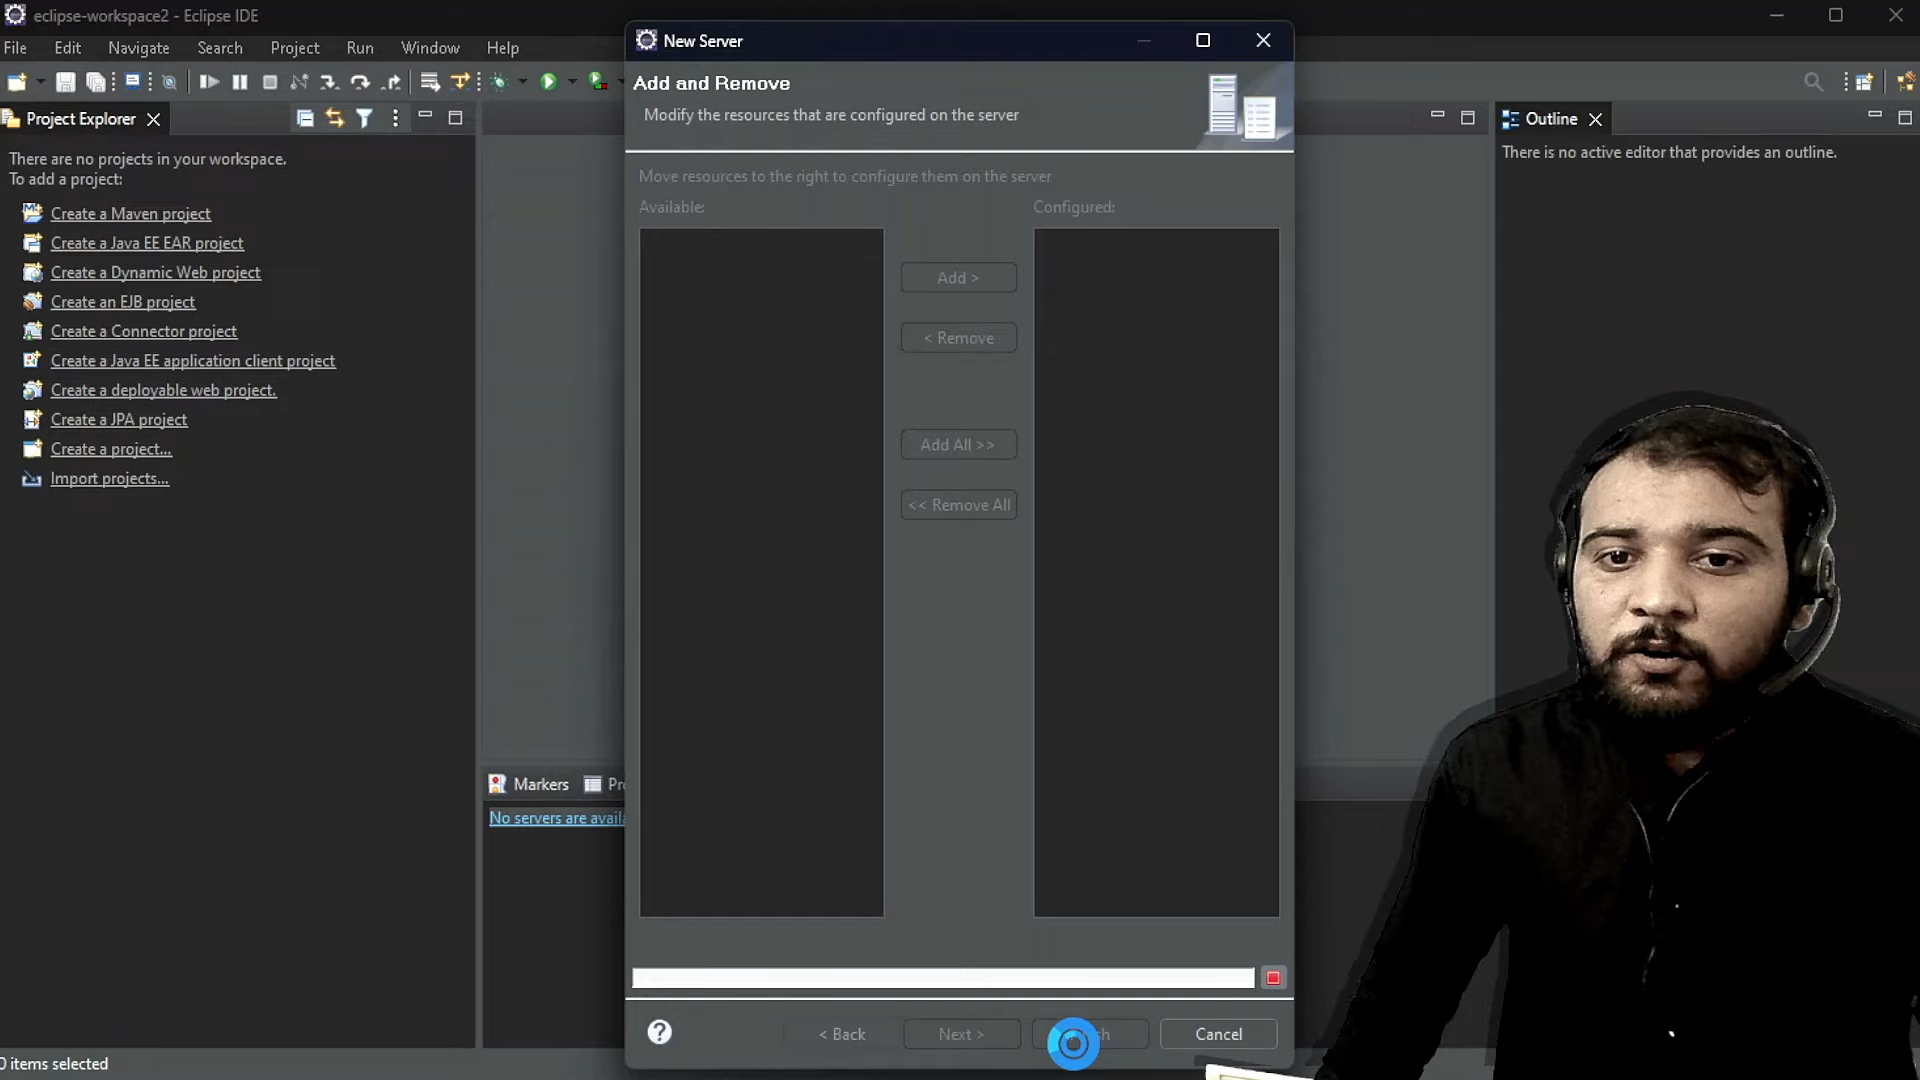 eclipse-workspace2 - Eclipse IDE
File Edit Navigate Search Project Run Window Help
Project Explorer
There are no projects in your workspace.
To add a project:
Create a Maven project
Create a Java EE EAR project
Create a Dynamic Web project
Create an EJB project
Create a Connector project
Create a Java EE application client project
Create a deployable web project.
Create a JPA project
Create a project...
Import projects...
New Server
Add and Remove
Modify the resources that are configured on the server
Move resources to the right to configure them on the server
Available:
Configured:
Add >
< Remove
Add All >>
<< Remove All
< Back
Next >
Cancel
Outline
There is no active editor that provides an outline.
Markers
No servers are
items selected